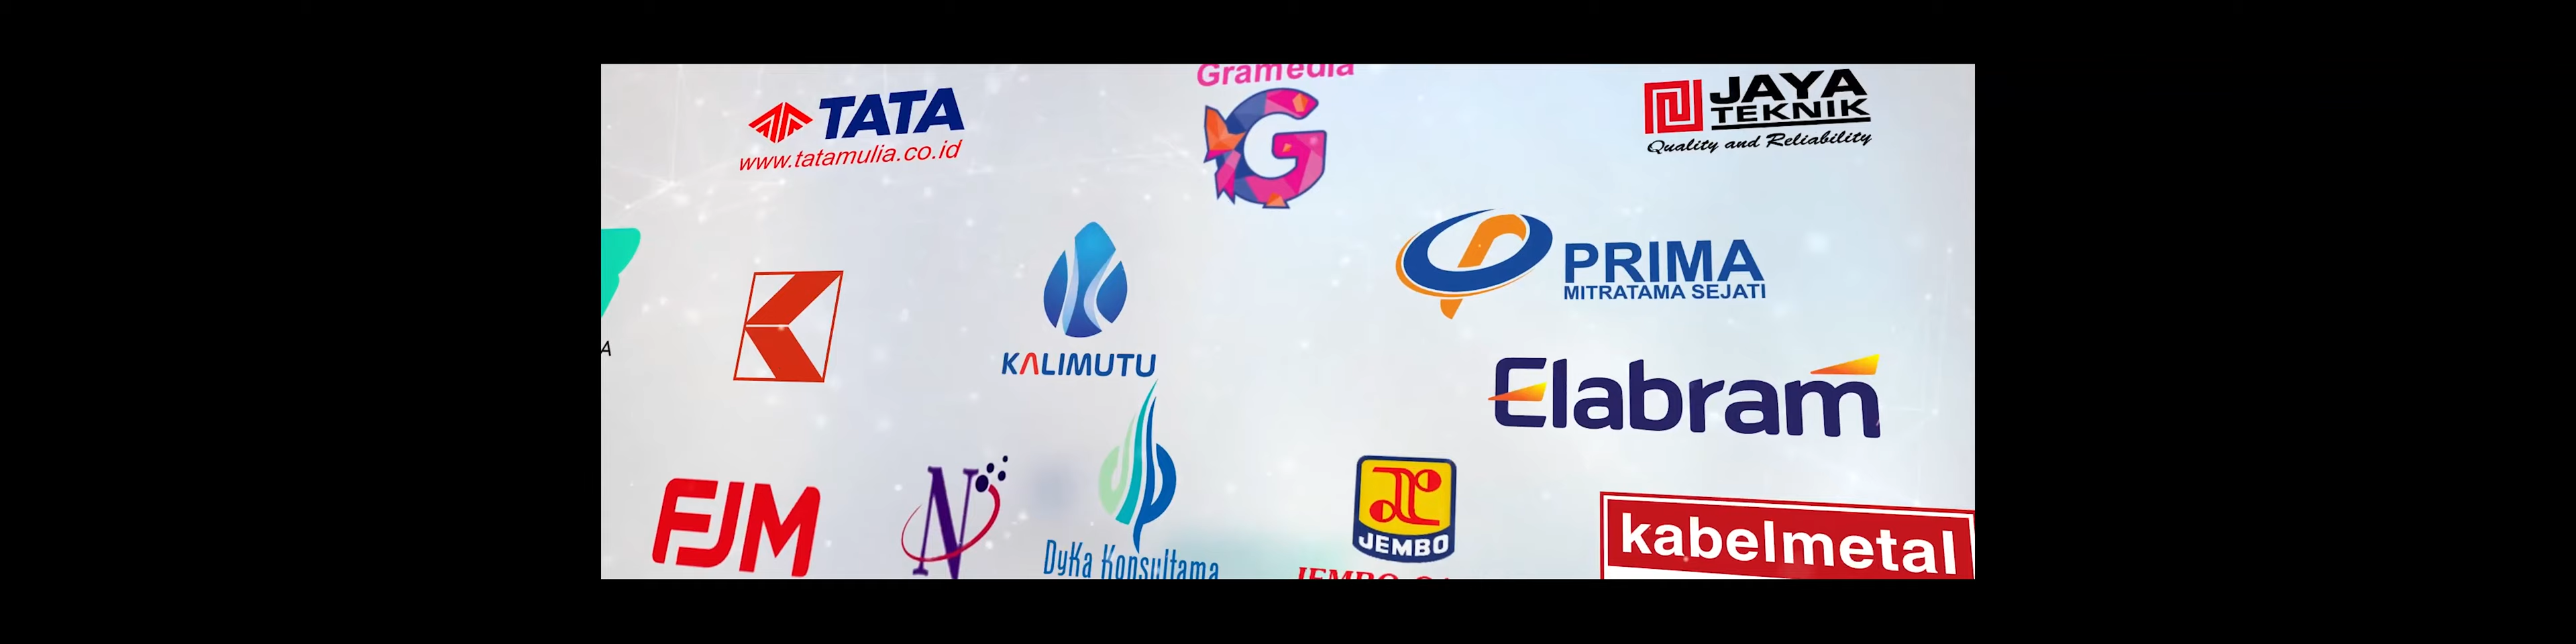 Gramedia
TATA
www.tatamulia.co.id
G
JAYA
TEKNIK
Quality and Reliability
PRIMA
MITRATAMA SEJATI
A
KALIMUTU
Elabram
FJM
N
DyKa Konsultama
JEMBO
JEMBO
kabelmetal